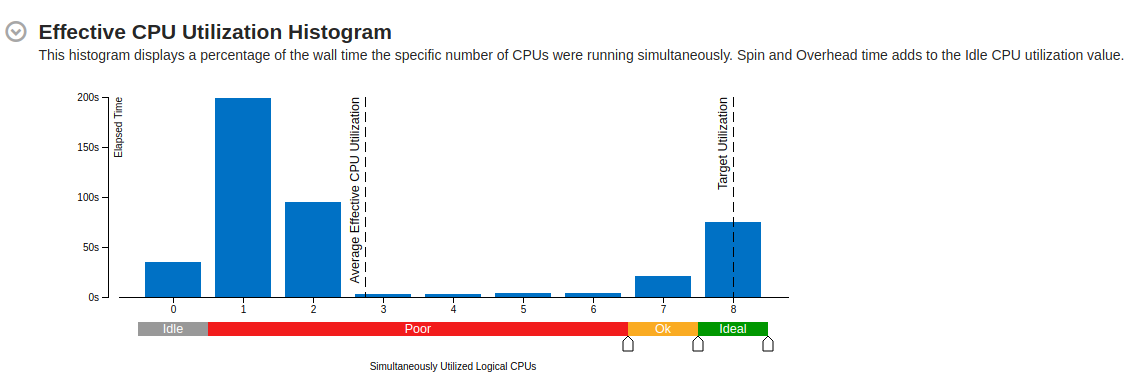 Effective CPU Utilization Histogram
This histogram displays a percentage of the wall time the specific number of CPUs were running simultaneously. Spin and Overhead time adds to the Idle CPU utilization value.
200s
150s
100s
50s
0s
Elapsed Time
Average Effective CPU Utilization
Target Utilization
0 1 2 3 4 5 6 7 8
Idle Poor Ok Ideal
Simultaneously Utilized Logical CPUs